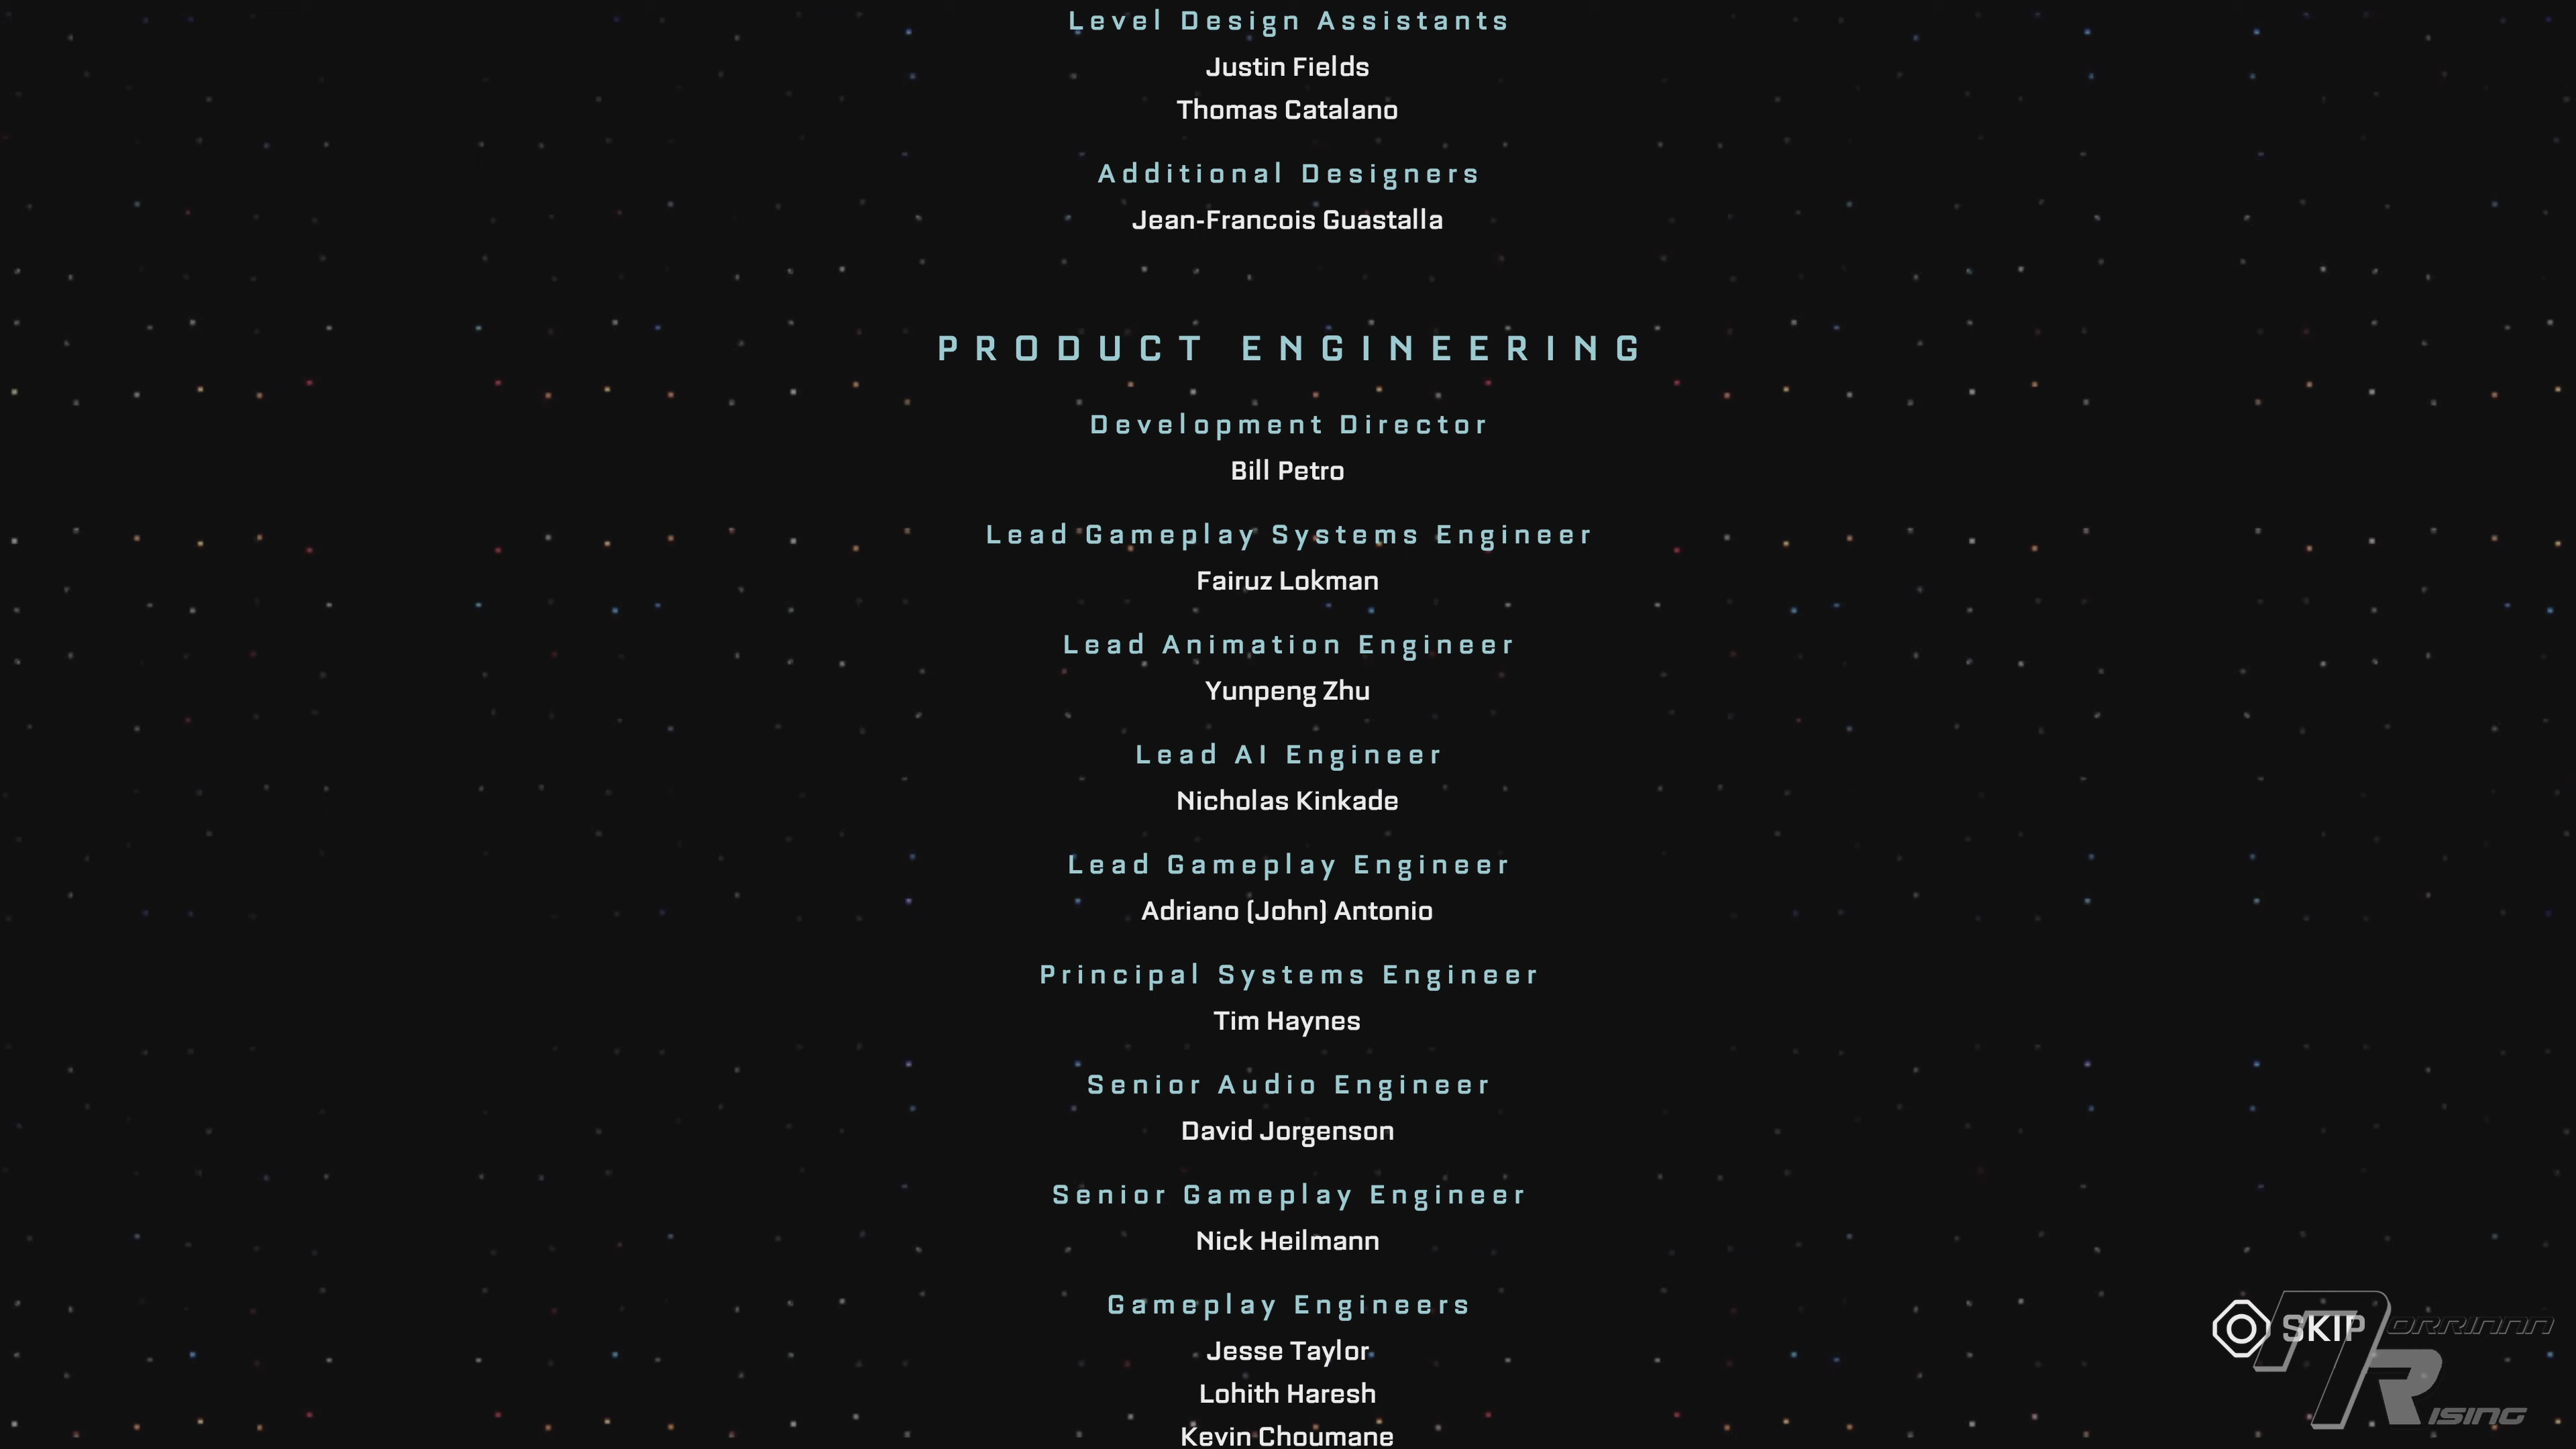 Level Design Assistants
Justin Fields
Thomas Catalano
Additional Designers
Jean-Francois Guastalla
PRODUCT ENGINEERING
Development Director
Bill Petro
Lead Gameplay Systems Engineer
Fairuz Lokman
Lead Animation Engineer
Yunpeng Zhu
Lead AI Engineer
Nicholas Kinkade
Lead Gameplay Engineer
Adriano (John) Antonio
Principal Systems Engineer
Tim Haynes
Senior Audio Engineer
David Jorgenson
Senior Gameplay Engineer
Nick Heilmann
Gameplay Engineers
Jesse Taylor
Lohith Haresh
Kevin Choumane
SKIP
Rising